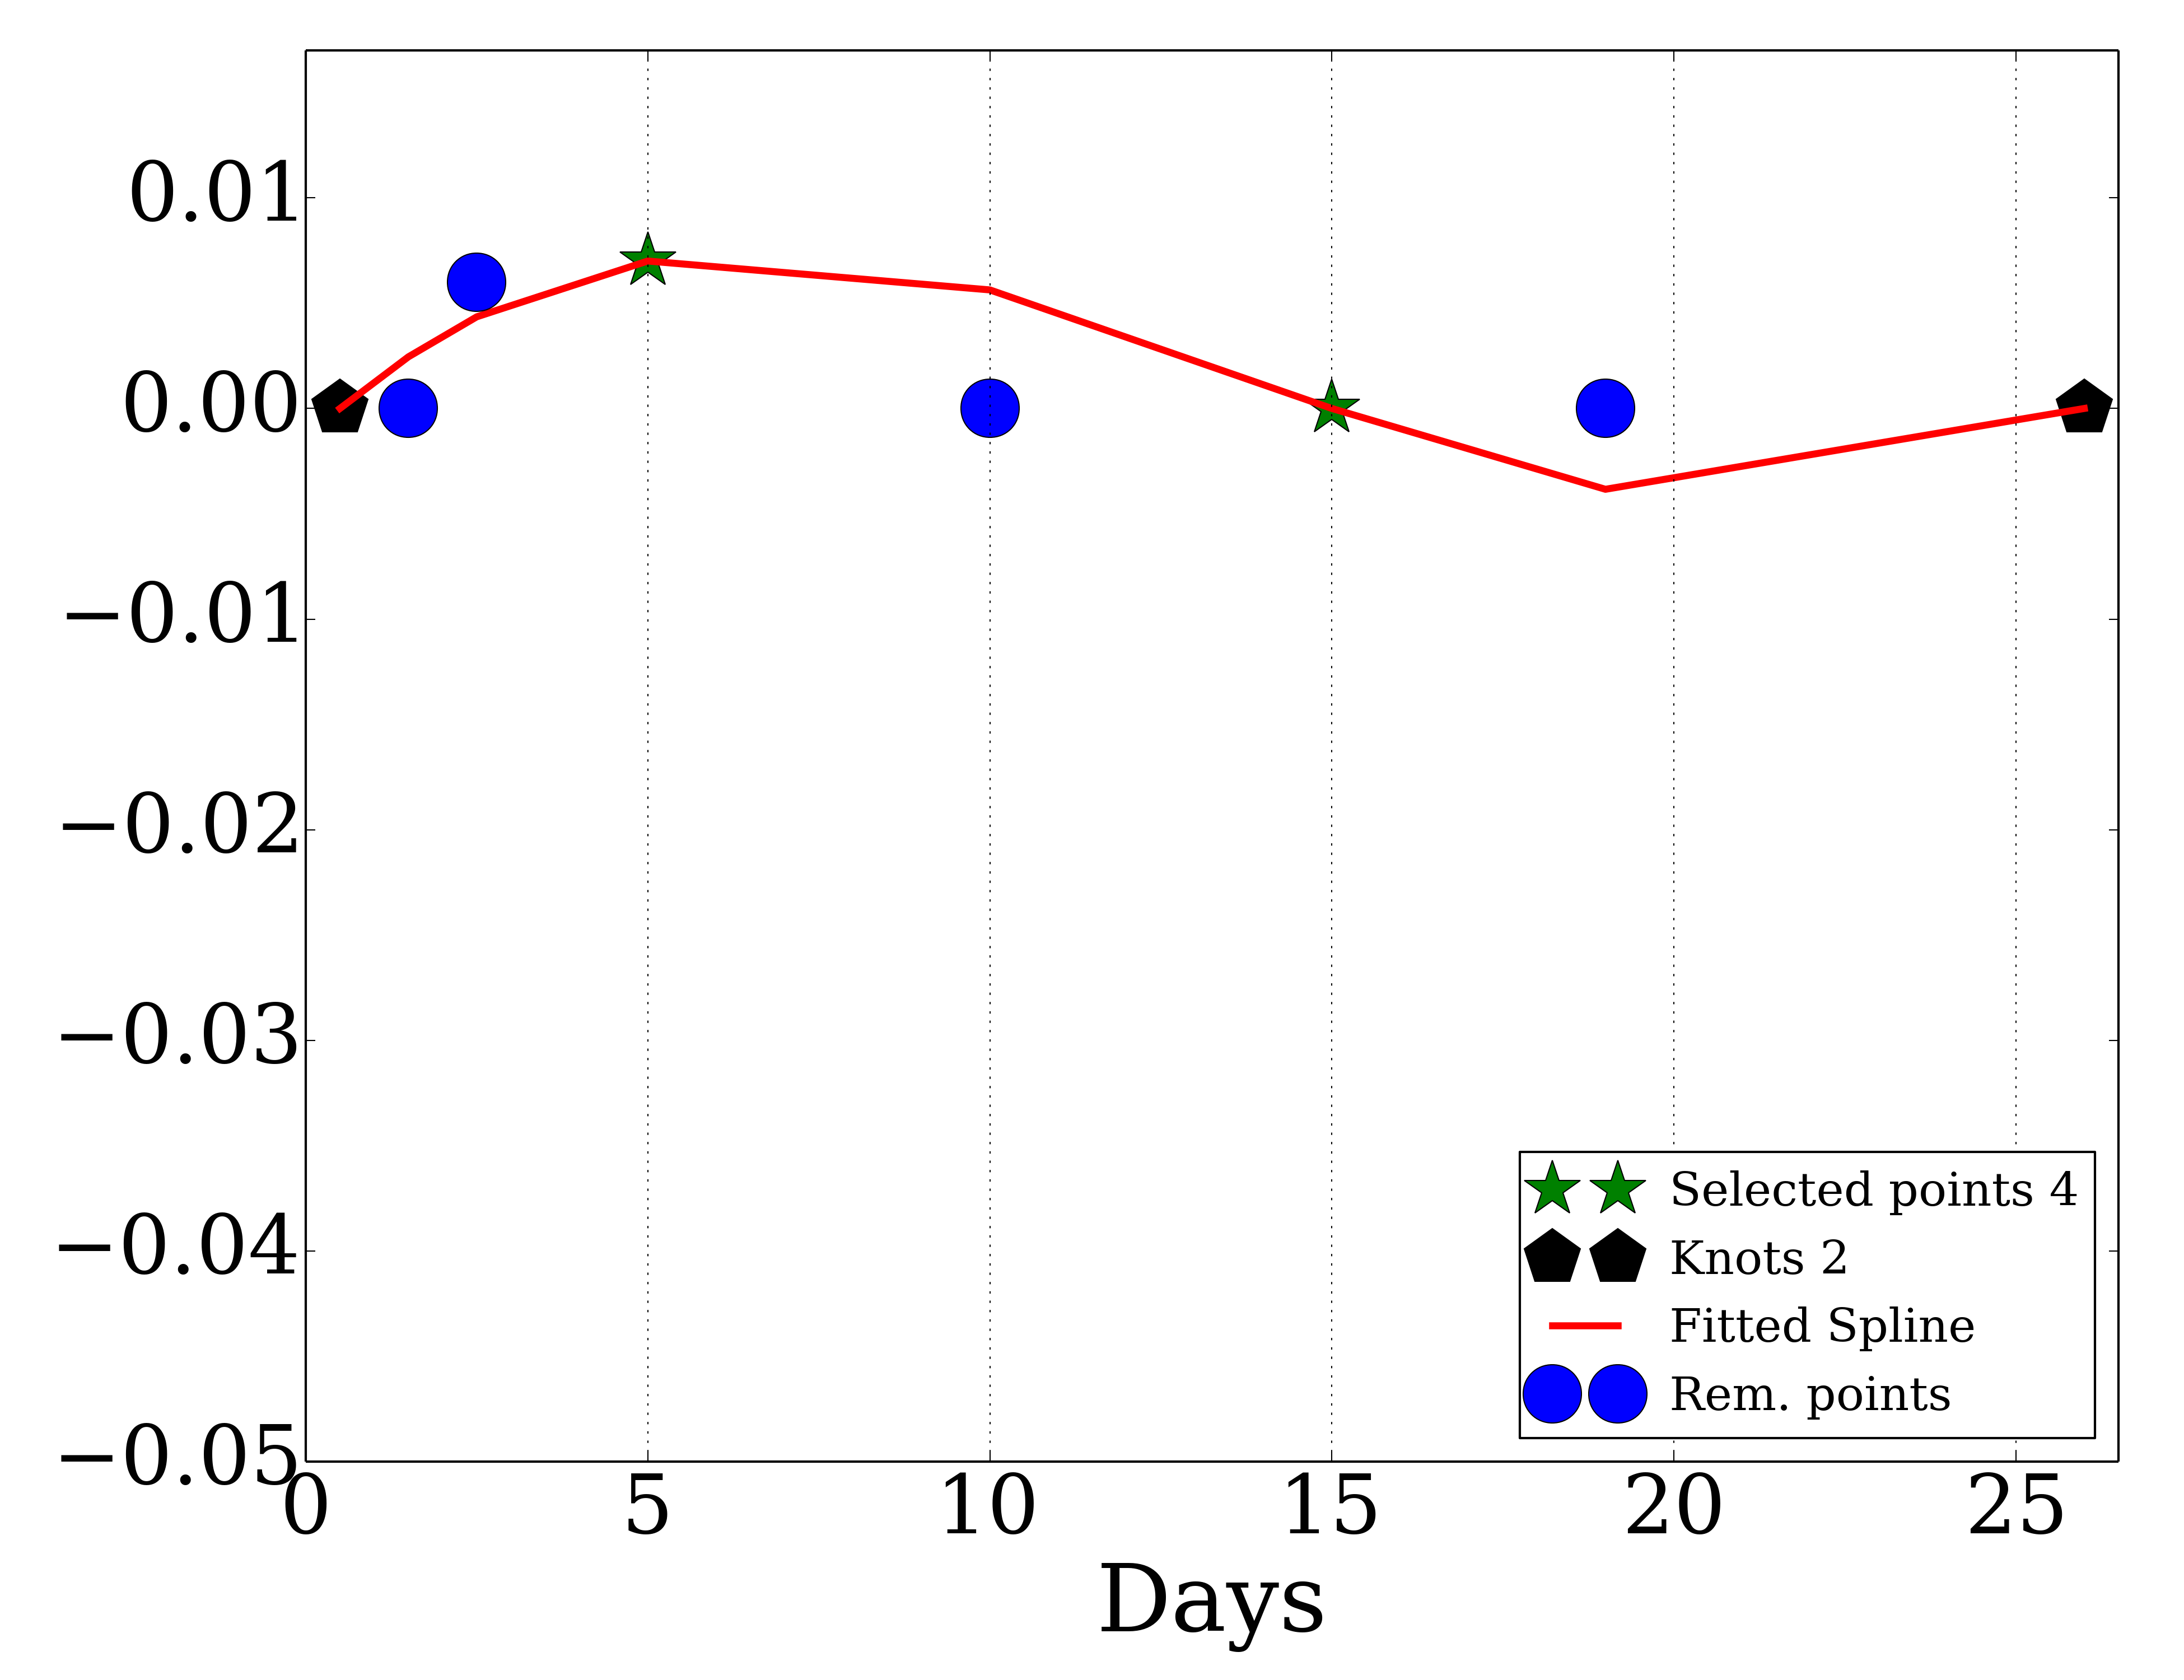 0.01
0.00
−0.01
−0.02
−0.03
−0.04
−0.05
0 5 10 15 20 25
Days
Selected points 4
Knots 2
Fitted Spline
Rem. points